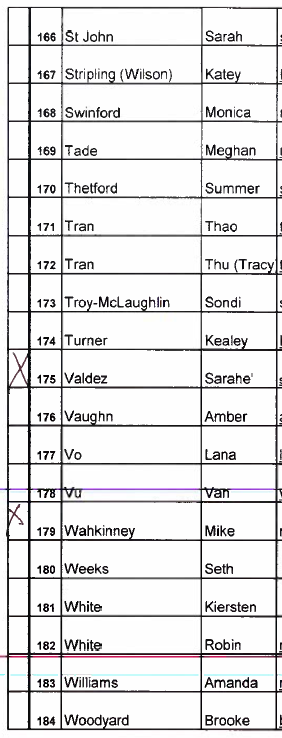 166 St John Sarah
167 Stripling (Wilson) Katey
168 Swinford Monica
169 Tade Meghan
170 Thetford Summer
171 Tran Thao
172 Tran Thu (Tracy
173 Troy-McLaughlin Sondi
174 Turner Kealey
X 175 Valdez Sarahe'
176 Vaughn Amber
177 Vo Lana
178 Vu Van
X 179 Wahkinney Mike
180 Weeks Seth
181 White Kiersten
182 White Robin
183 Williams Amanda
184 Woodyard Brooke